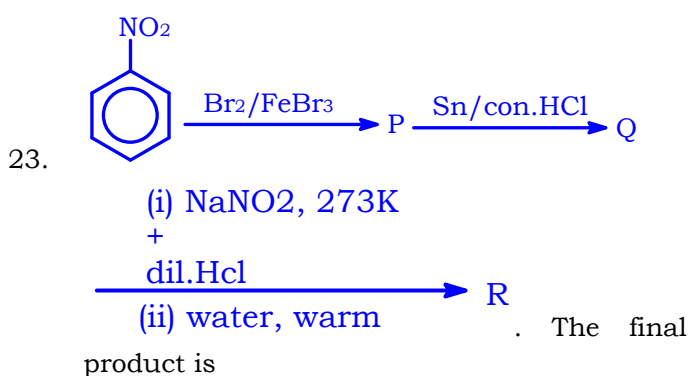 NO2
Br2/FeBr3 P Sn/con.HCl Q
23.
(i) NaNO2, 273K
+
dil.Hcl
R
(ii) water, warm
. The final
product is